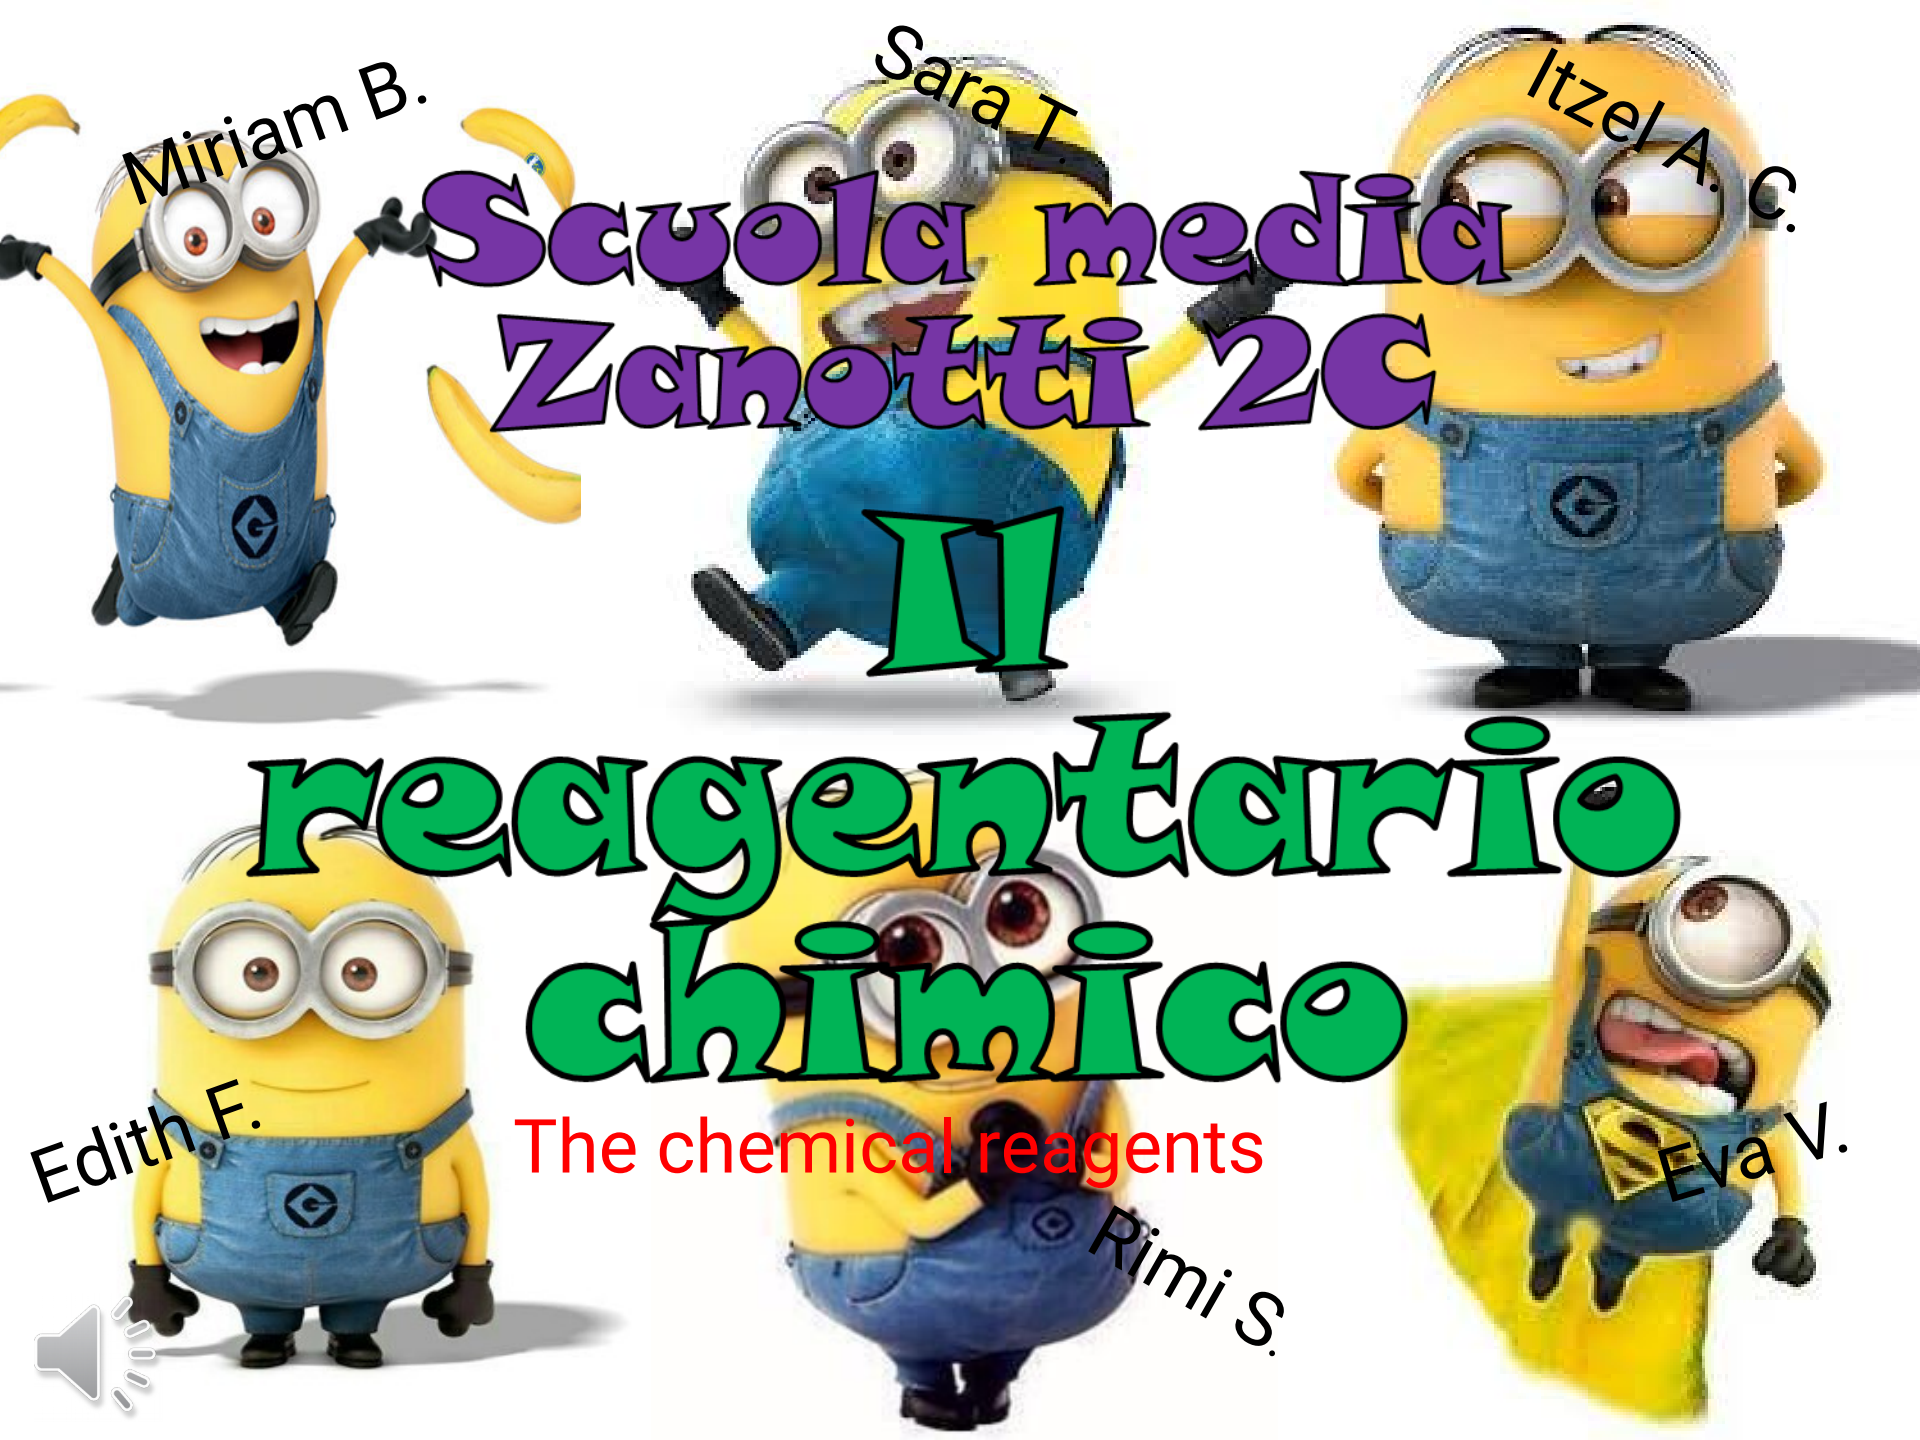 Miriam B.
Sara T.
Itzel A. C.
Scuola media
Zanotti 2C
Il
reagentario
chimico
The chemical reagents
Edith F.
Rimi S.
Eva V.